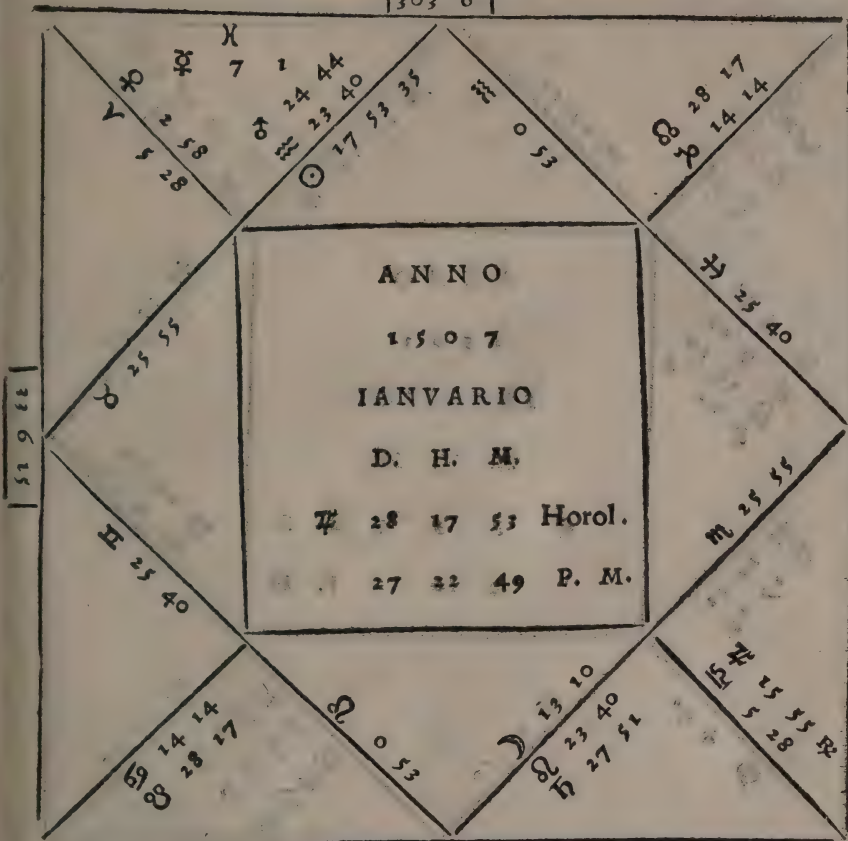 ♓
☿ 7 1
♀ 2 58
♈ 5 28
♂ 24 44
♒ 23 40
☉ 17 53 35
♒ 0 53
☊ 28 17
♑ 14 14
♐ 25 40
♉ 25 55
ANNO
1507
IANVARIO
D. H. M.
♃ 28 17 53 Horol.
27 22 49 P. M.
♏ 25 55
♊ 25 40
♋ 14 14
☋ 28 17
♌ 0 53
☽ 13 10
♌ 23 40
♄ 27 51
♃ 15 55 ℞
♎ 5 28